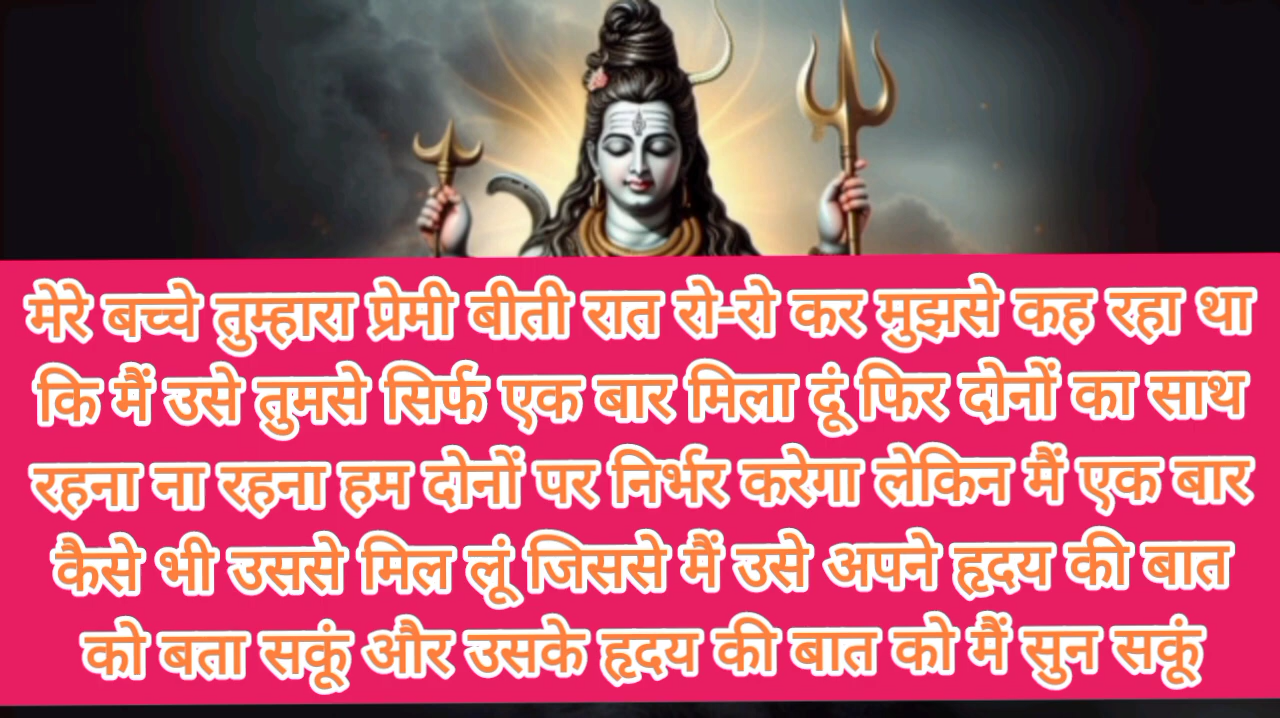 मेरे बच्चे तुम्हारा प्रेमी बीती रात रो-रो कर मुझसे कह रहा था
कि मैं उसे तुमसे सिर्फ एक बार मिला दूं फिर दोनों का साथ
रहना ना रहना हम दोनों पर निर्भर करेगा लेकिन मैं एक बार
कैसे भी उससे मिल लूं जिससे मैं उसे अपने हृदय की बात
को बता सकूं और उसके हृदय की बात को मैं सुन सकूं